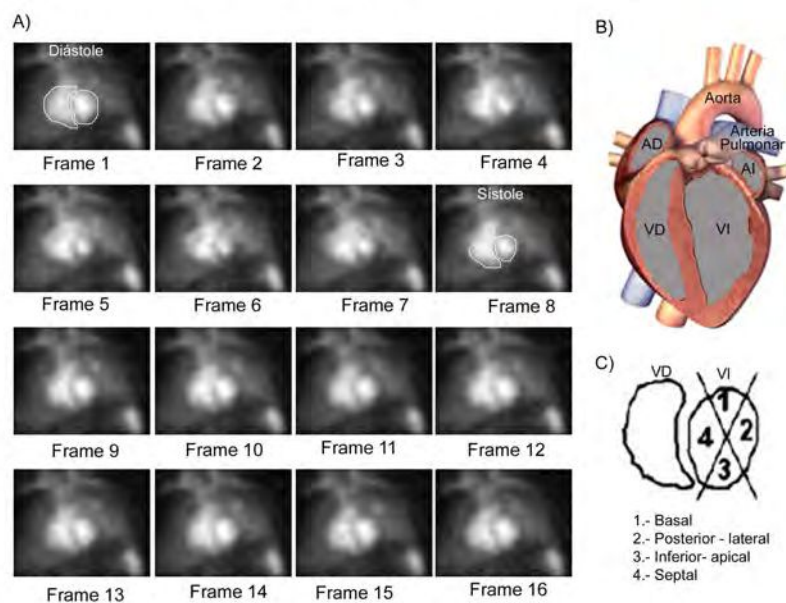 A)
Diástole
Frame 1
Frame 2
Frame 3
Frame 4
Sístole
Frame 5
Frame 6
Frame 7
Frame 8
Frame 9
Frame 10
Frame 11
Frame 12
Frame 13
Frame 14
Frame 15
Frame 16
B)
Aorta
Arteria
Pulmonar
AD
AI
VD
VI
C)
VD
VI
1
2
4
3
1.- Basal
2.- Posterior - lateral
3.- Inferior- apical
4.- Septal